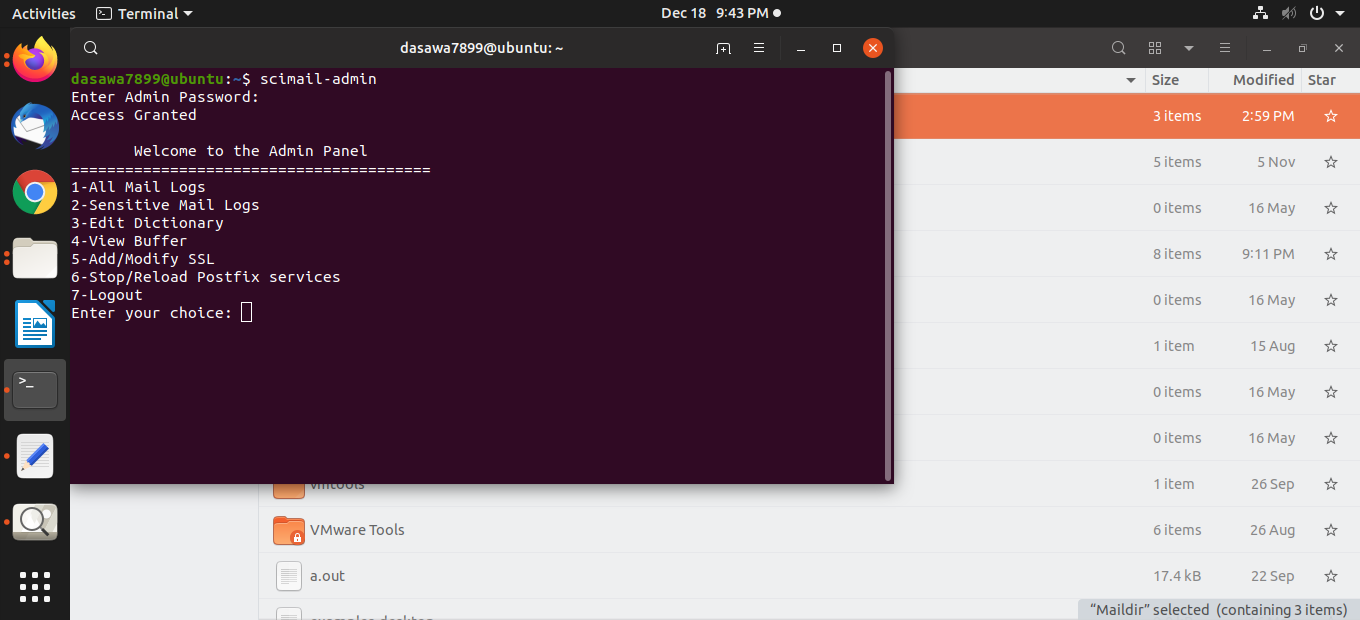 Activities Terminal Dec 18 9:43 PM
dasawa7899@ubuntu: ~
dasawa7899@ubuntu:~$ scimail-admin
Enter Admin Password:
Access Granted
Welcome to the Admin Panel
========================================
1-All Mail Logs
2-Sensitive Mail Logs
3-Edit Dictionary
4-View Buffer
5-Add/Modify SSL
6-Stop/Reload Postfix services
7-Logout
Enter your choice:
Size Modified Star
3 items 2:59 PM
5 items 5 Nov
0 items 16 May
8 items 9:11 PM
0 items 16 May
1 item 15 Aug
0 items 16 May
0 items 16 May
vmtools 1 item 26 Sep
VMware Tools 6 items 26 Aug
a.out 17.4 kB 22 Sep
“Maildir” selected (containing 3 items)